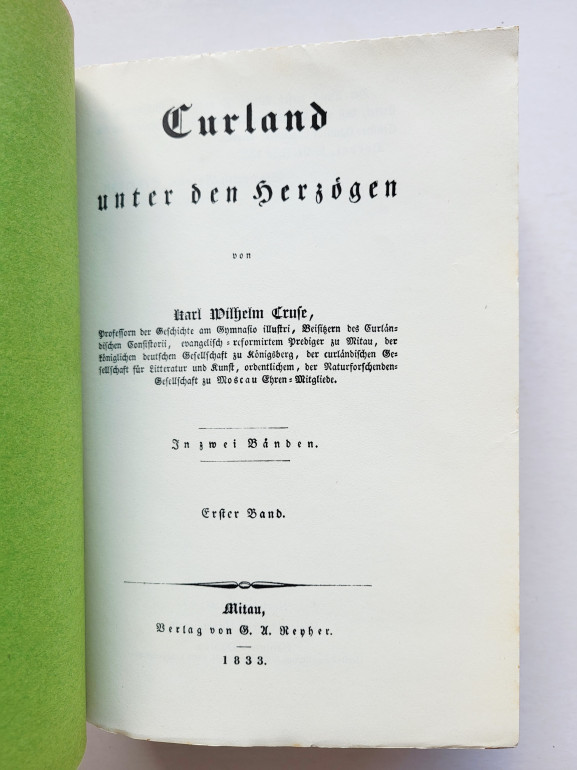 Curland
unter den Herzögen
von
Karl Wilhelm Cruse,
Professorn der Geschichte am Gymnasio illustri, Beisitzern des Curlän-
dischen Consistorii, evangelisch-reformirtem Prediger zu Mitau, der
Königlichen deutschen Gesellschaft zu Königsberg, der curländischen Ge-
sellschaft für Litteratur und Kunst, ordentlichem, der Naturforschenden-
Gesellschaft zu Moscau Ehren-Mitgliede.
In zwei Bänden.
Erster Band.
Mitau,
Verlag von G. A. Reyher.
1833.